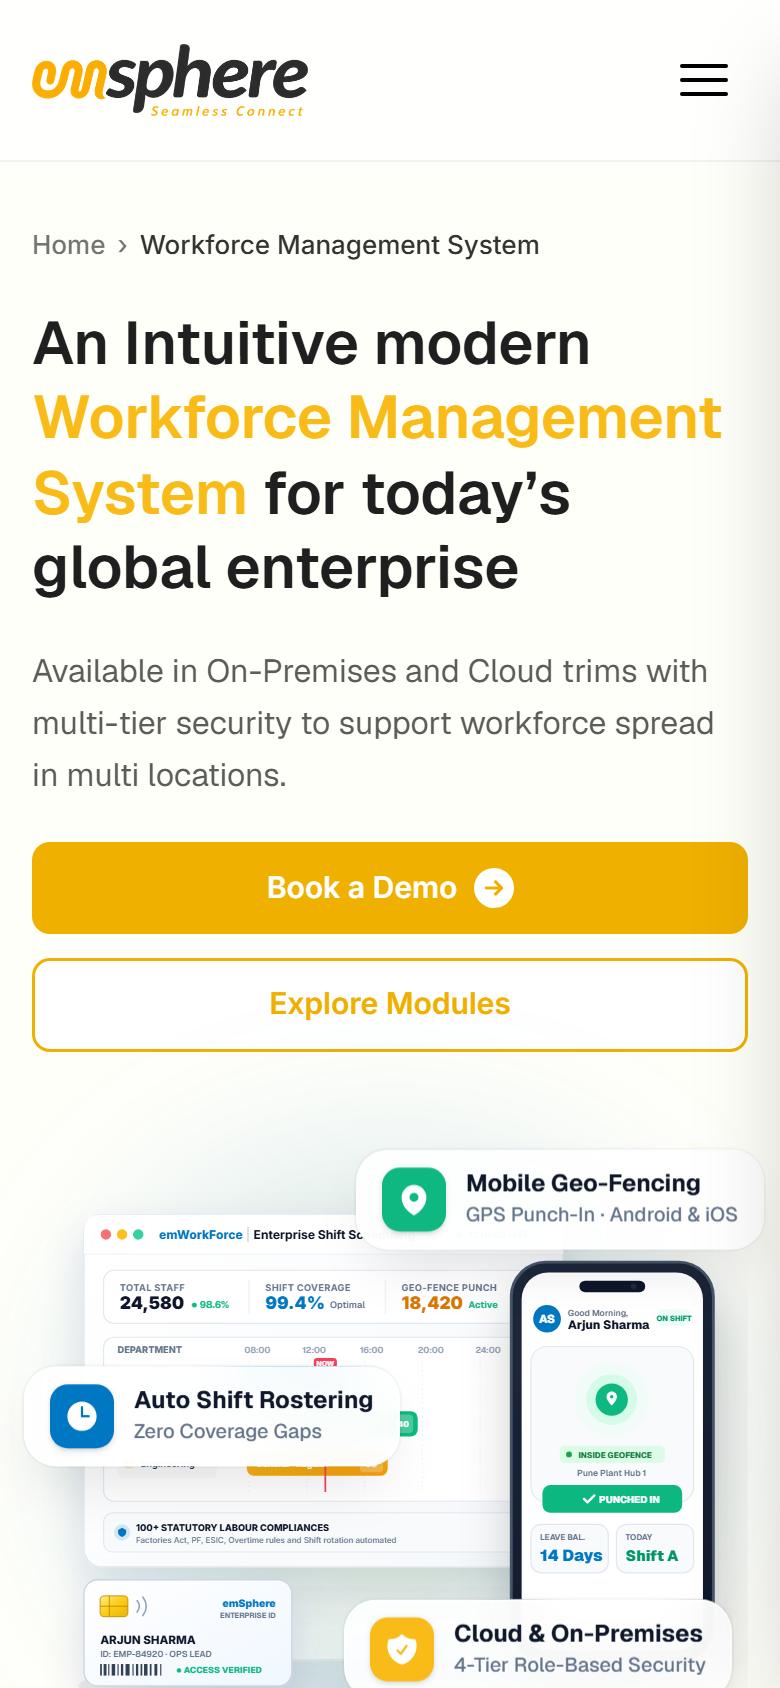 emsphere
Seamless Connect
Home › Workforce Management System
An Intuitive modern
Workforce Management
System for today’s
global enterprise
Available in On-Premises and Cloud trims with
multi-tier security to support workforce spread
in multi locations.
Book a Demo
Explore Modules
Mobile Geo-Fencing
GPS Punch-In · Android & iOS
emWorkForce | Enterprise Shift
TOTAL STAFF
24,580 ● 98.6%
SHIFT COVERAGE
99.4% Optimal
GEO-FENCE PUNCH
18,420 Active
DEPARTMENT 08:00 12:00 16:00 20:00 24:00
NOW
Auto Shift Rostering
Zero Coverage Gaps
100+ STATUTORY LABOUR COMPLIANCES
Factories Act, PF, ESIC, Overtime rules and Shift rotation automated
AS
Good Morning,
Arjun Sharma
ON SHIFT
INSIDE GEOFENCE
Pune Plant Hub 1
PUNCHED IN
LEAVE BAL.
14 Days
TODAY
Shift A
emSphere
ENTERPRISE ID
ARJUN SHARMA
ID: EMP-84920 · OPS LEAD
● ACCESS VERIFIED
Cloud & On-Premises
4-Tier Role-Based Security